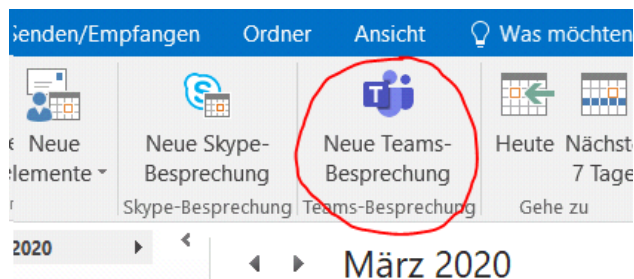 Senden/Empfangen Ordner Ansicht Was möchten
Neue Neue Skype- Neue Teams- Heute Nächst
elemente Besprechung Besprechung 7 Tage
Skype-Besprechung Teams-Besprechung Gehe zu
2020
März 2020